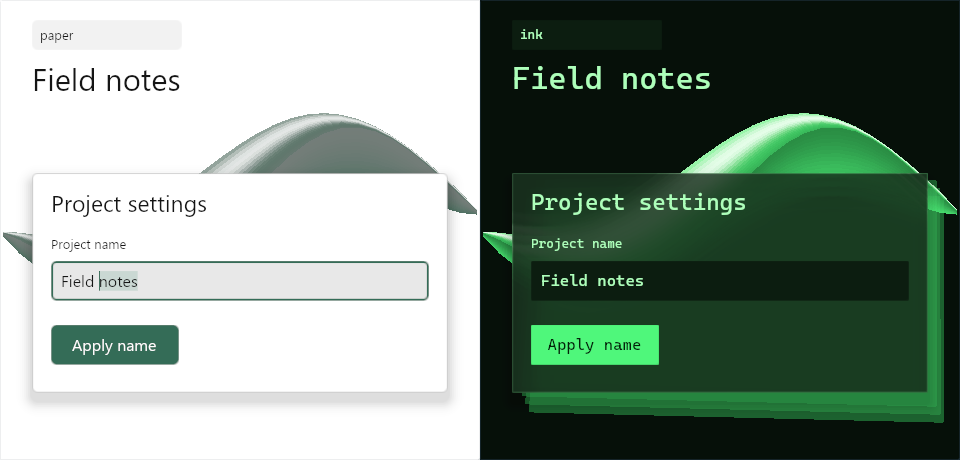 paper
Field notes
Project settings
Project name
Field notes
Apply name
ink
Field notes
Project settings
Project name
Field notes
Apply name